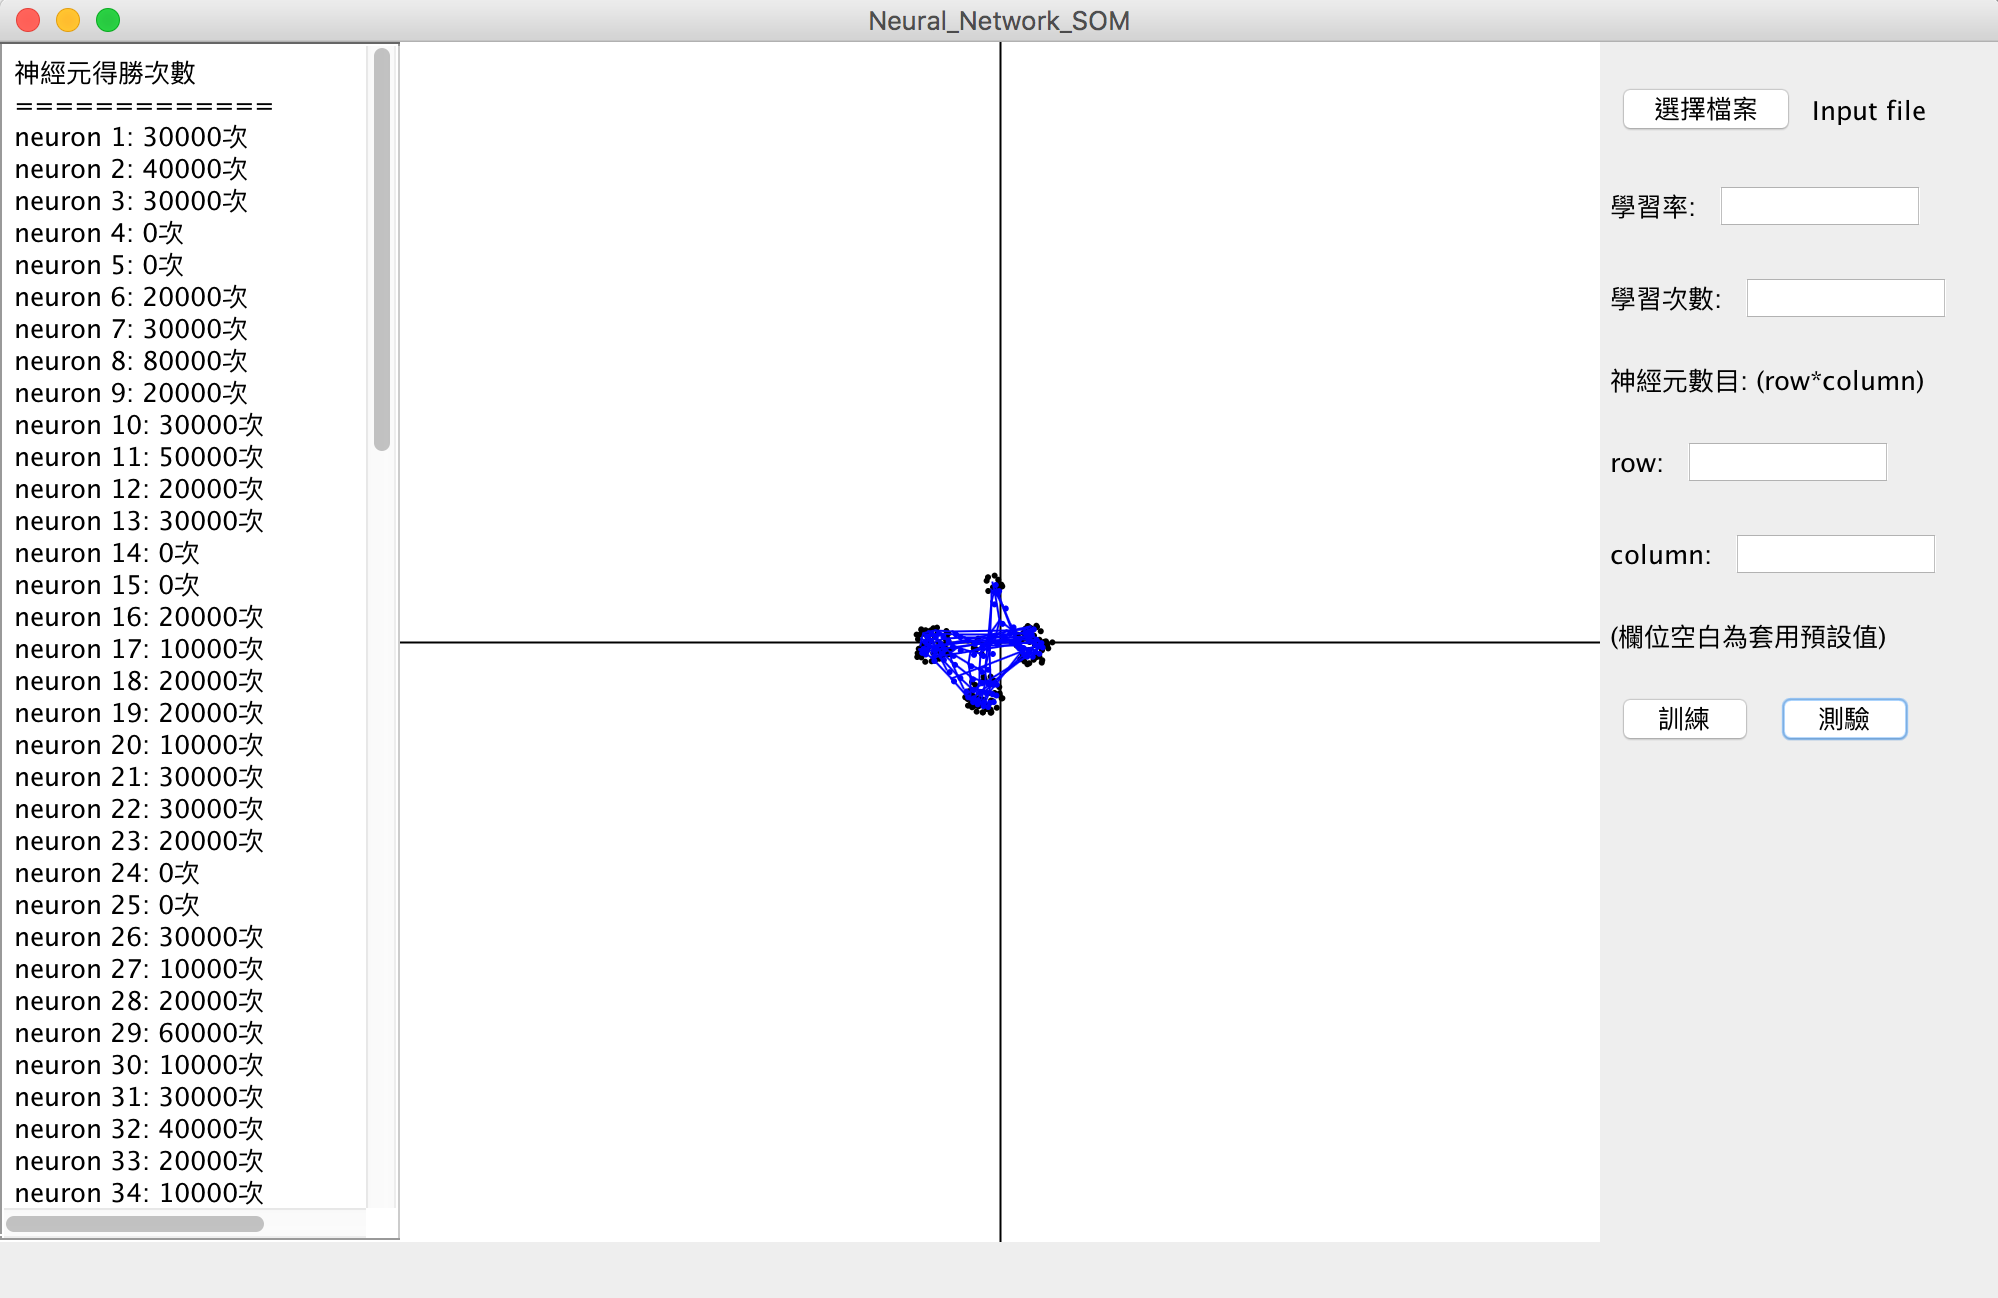 Neural_Network_SOM
神經元得勝次數
=============
neuron 1: 30000次
neuron 2: 40000次
neuron 3: 30000次
neuron 4: 0次
neuron 5: 0次
neuron 6: 20000次
neuron 7: 30000次
neuron 8: 80000次
neuron 9: 20000次
neuron 10: 30000次
neuron 11: 50000次
neuron 12: 20000次
neuron 13: 30000次
neuron 14: 0次
neuron 15: 0次
neuron 16: 20000次
neuron 17: 10000次
neuron 18: 20000次
neuron 19: 20000次
neuron 20: 10000次
neuron 21: 30000次
neuron 22: 30000次
neuron 23: 20000次
neuron 24: 0次
neuron 25: 0次
neuron 26: 30000次
neuron 27: 10000次
neuron 28: 20000次
neuron 29: 60000次
neuron 30: 10000次
neuron 31: 30000次
neuron 32: 40000次
neuron 33: 20000次
neuron 34: 10000次
選擇檔案 Input file
學習率:
學習次數:
神經元數目: (row*column)
row:
column:
(欄位空白為套用預設值)
訓練 測驗